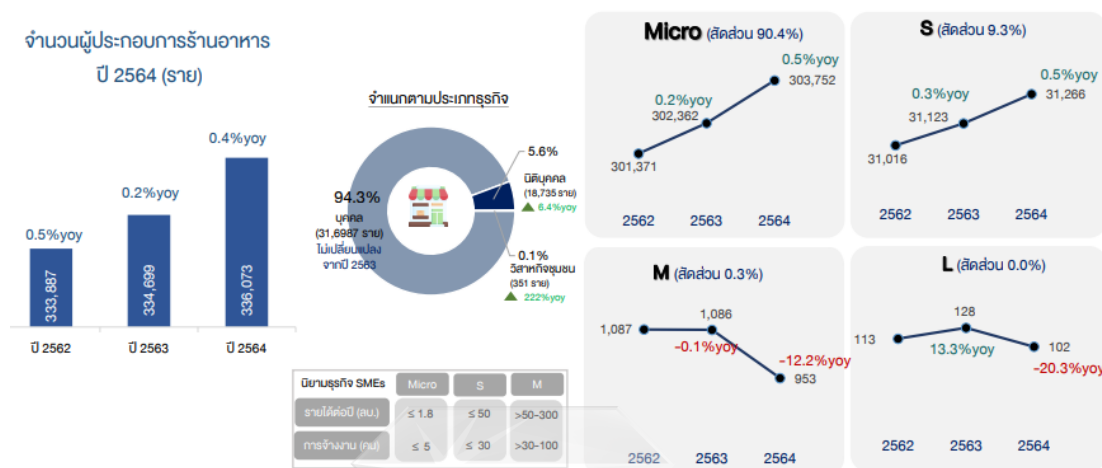 จำนวนผู้ประกอบการร้านอาหาร
ปี 2564 (ราย)
0.5%yoy
0.2%yoy
0.4%yoy
333,887
334,699
336,073
ปี 2562
ปี 2563
ปี 2564
จำแนกตามประเภทธุรกิจ
94.3%
บุคคล
(31,6987 ราย)
ไม่เปลี่ยนแปลง
จากปี 2563
5.6%
นิติบุคคล
(18,735 ราย)
▲ 6.4%yoy
0.1%
วิสาหกิจชุมชน
(351 ราย)
▲ 222%yoy
นิยามธุรกิจ SMEs
Micro
S
M
รายได้ต่อปี (ลบ.)
≤ 1.8
≤ 50
>50-300
การจ้างงาน (คน)
≤ 5
≤ 30
>30-100
Micro (สัดส่วน 90.4%)
0.5%yoy
303,752
0.2%yoy
302,362
301,371
2562
2563
2564
S (สัดส่วน 9.3%)
0.5%yoy
31,266
0.3%yoy
31,123
31,016
2562
2563
2564
M (สัดส่วน 0.3%)
1,087
1,086
-0.1%yoy
-12.2%yoy
953
2562
2563
2564
L (สัดส่วน 0.0%)
113
128
13.3%yoy
102
-20.3%yoy
2562
2563
2564